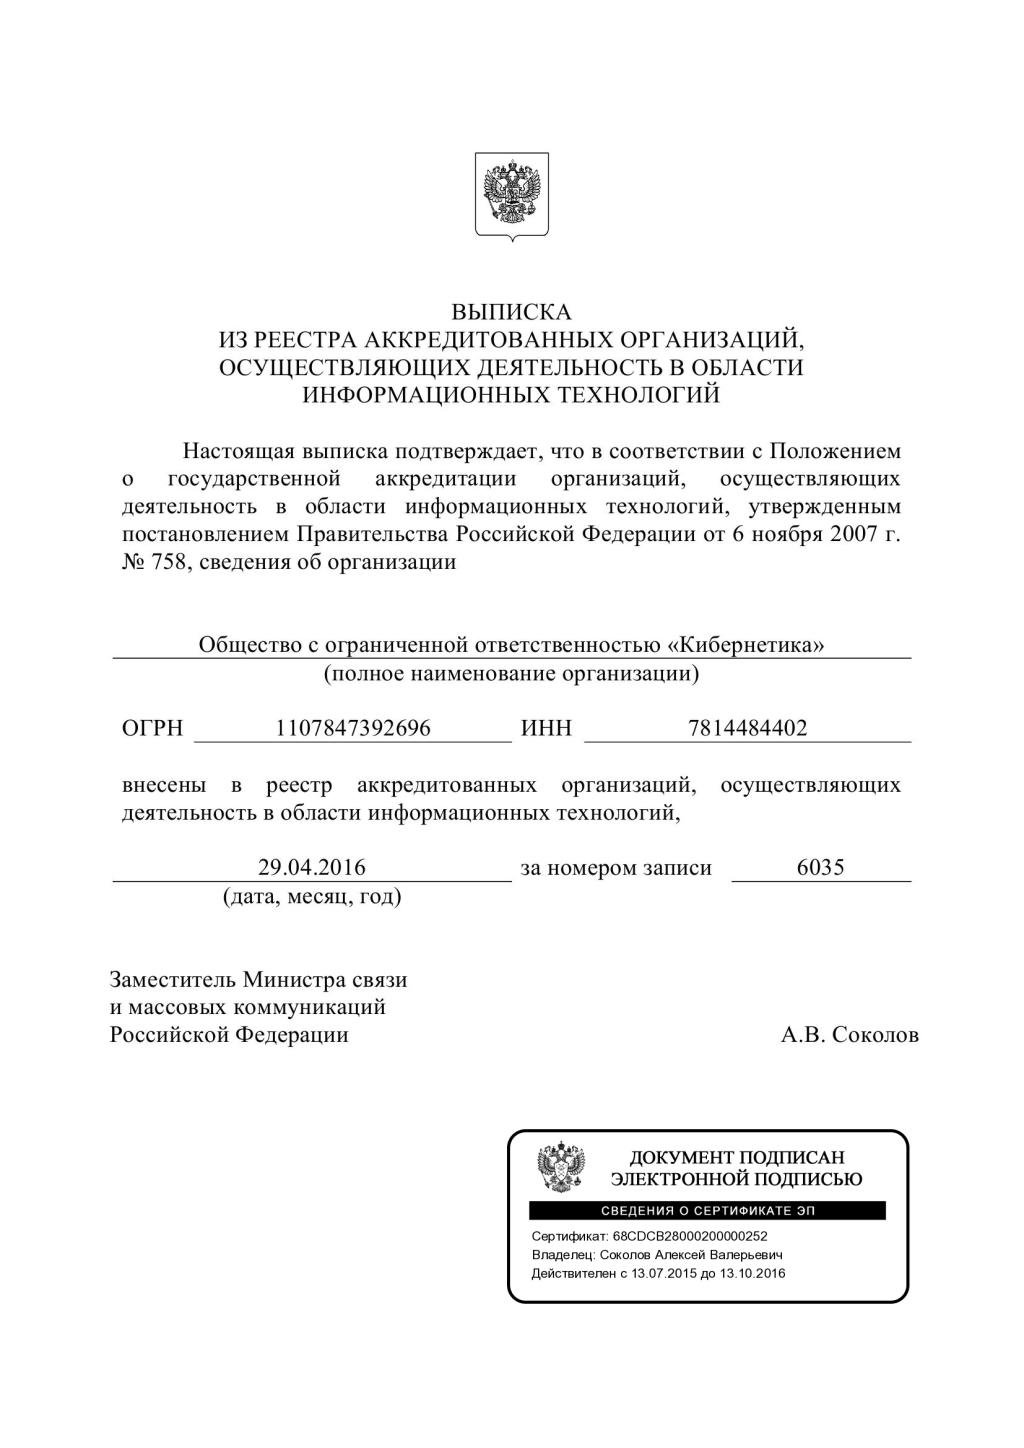 ВЫПИСКА
ИЗ РЕЕСТРА АККРЕДИТОВАННЫХ ОРГАНИЗАЦИЙ,
ОСУЩЕСТВЛЯЮЩИХ ДЕЯТЕЛЬНОСТЬ В ОБЛАСТИ
ИНФОРМАЦИОННЫХ ТЕХНОЛОГИЙ
Настоящая выписка подтверждает, что в соответствии с Положением
о государственной аккредитации организаций, осуществляющих
деятельность в области информационных технологий, утвержденным
постановлением Правительства Российской Федерации от 6 ноября 2007 г.
№ 758, сведения об организации
Общество с ограниченной ответственностью «Кибернетика»
(полное наименование организации)
ОГРН 1107847392696 ИНН 7814484402
внесены в реестр аккредитованных организаций, осуществляющих
деятельность в области информационных технологий,
29.04.2016 за номером записи 6035
(дата, месяц, год)
Заместитель Министра связи
и массовых коммуникаций
Российской Федерации А.В. Соколов
ДОКУМЕНТ ПОДПИСАН
ЭЛЕКТРОННОЙ ПОДПИСЬЮ
СВЕДЕНИЯ О СЕРТИФИКАТЕ ЭП
Сертификат: 68CDCB28000200000252
Владелец: Соколов Алексей Валерьевич
Действителен с 13.07.2015 до 13.10.2016